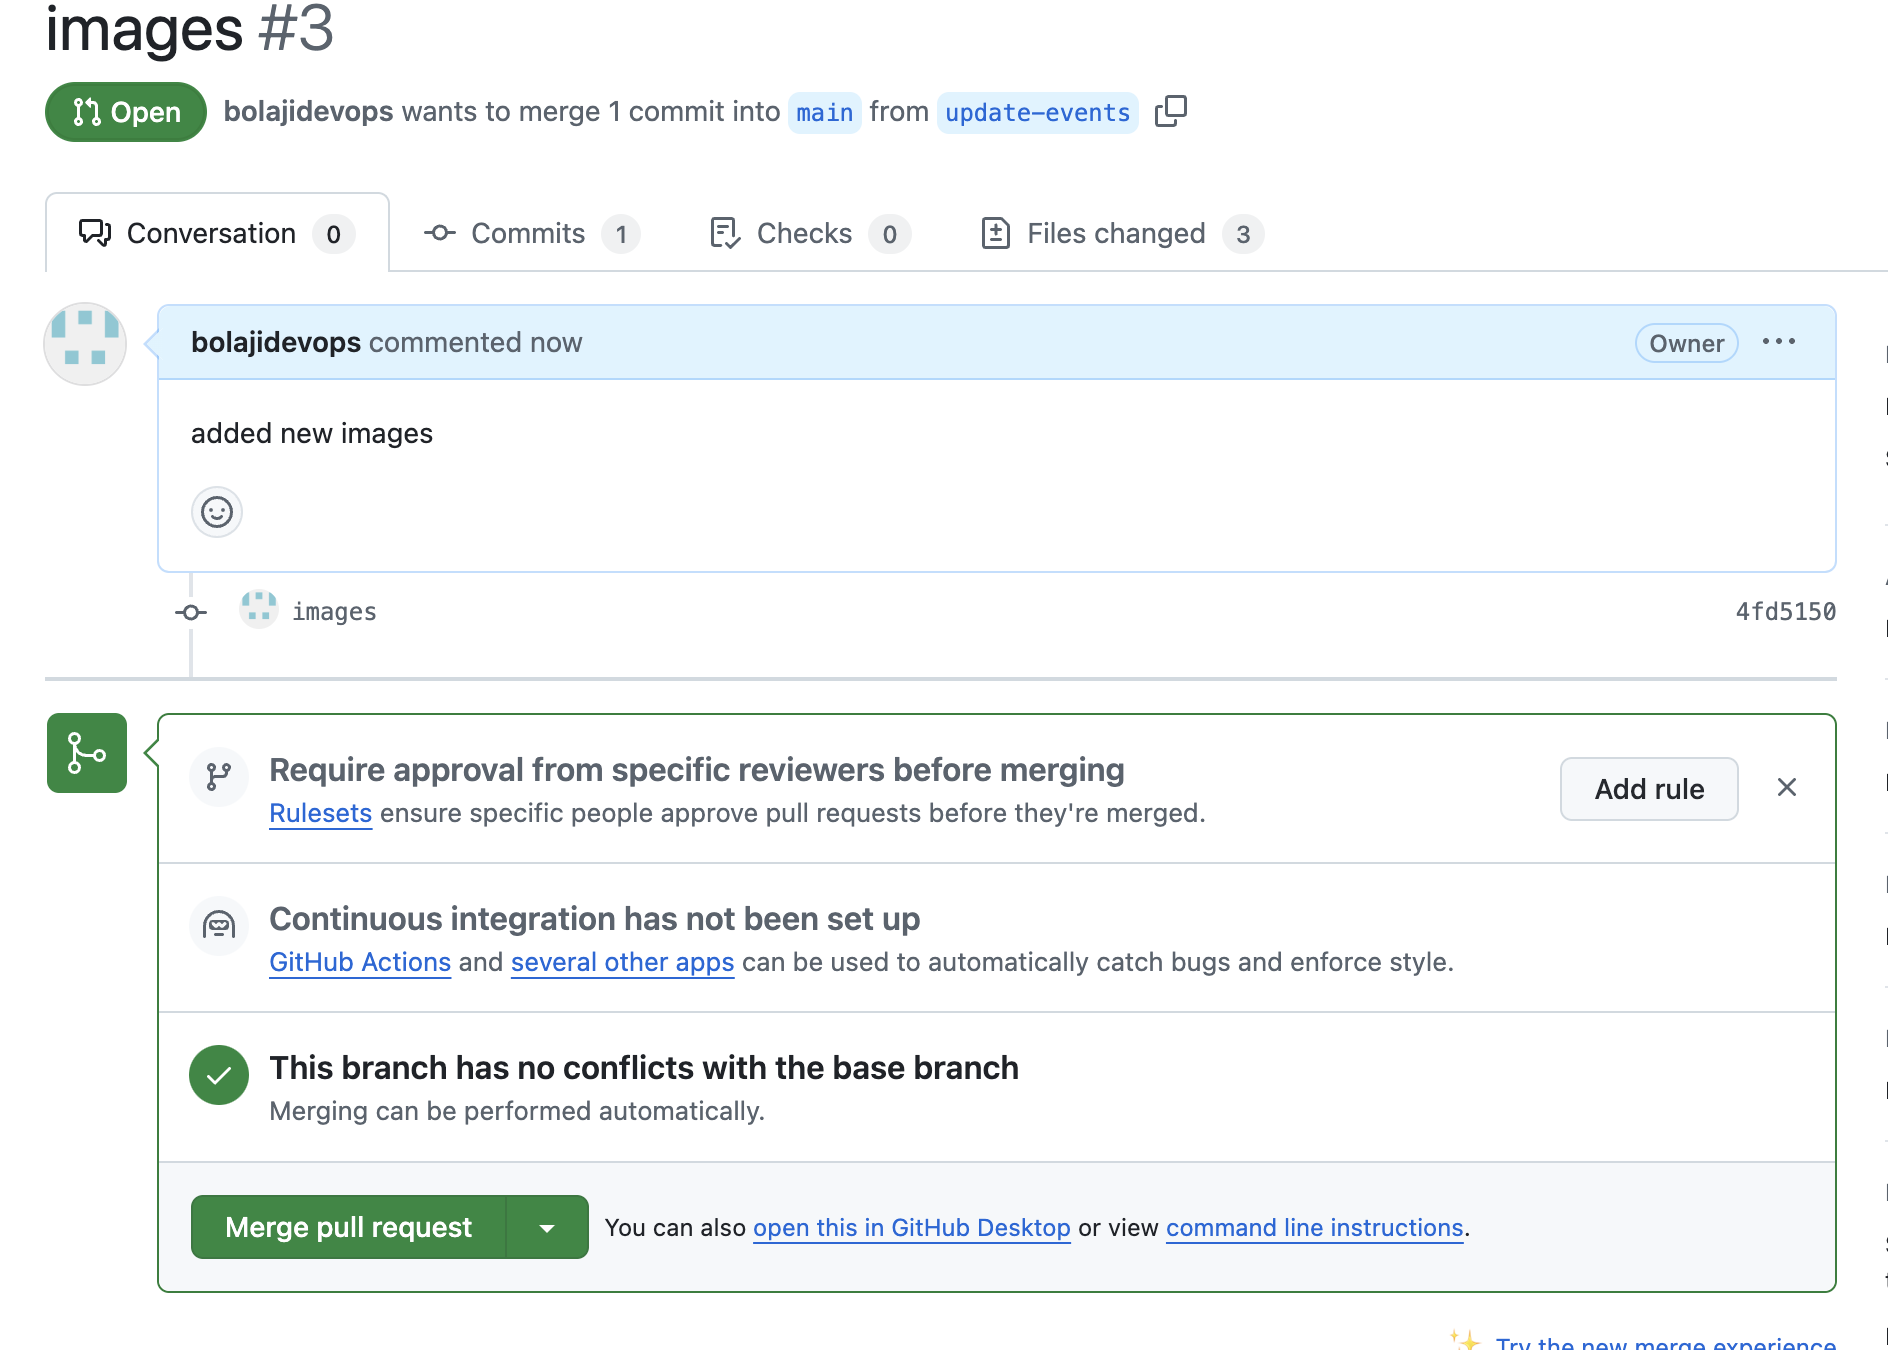 images #3
Open bolajidevops wants to merge 1 commit into main from update-events
Conversation 0 Commits 1 Checks 0 Files changed 3
bolajidevops commented now Owner
added new images
images 4fd5150
Require approval from specific reviewers before merging
Rulesets ensure specific people approve pull requests before they're merged.
Add rule
Continuous integration has not been set up
GitHub Actions and several other apps can be used to automatically catch bugs and enforce style.
This branch has no conflicts with the base branch
Merging can be performed automatically.
Merge pull request You can also open this in GitHub Desktop or view command line instructions.
Try the new merge experience